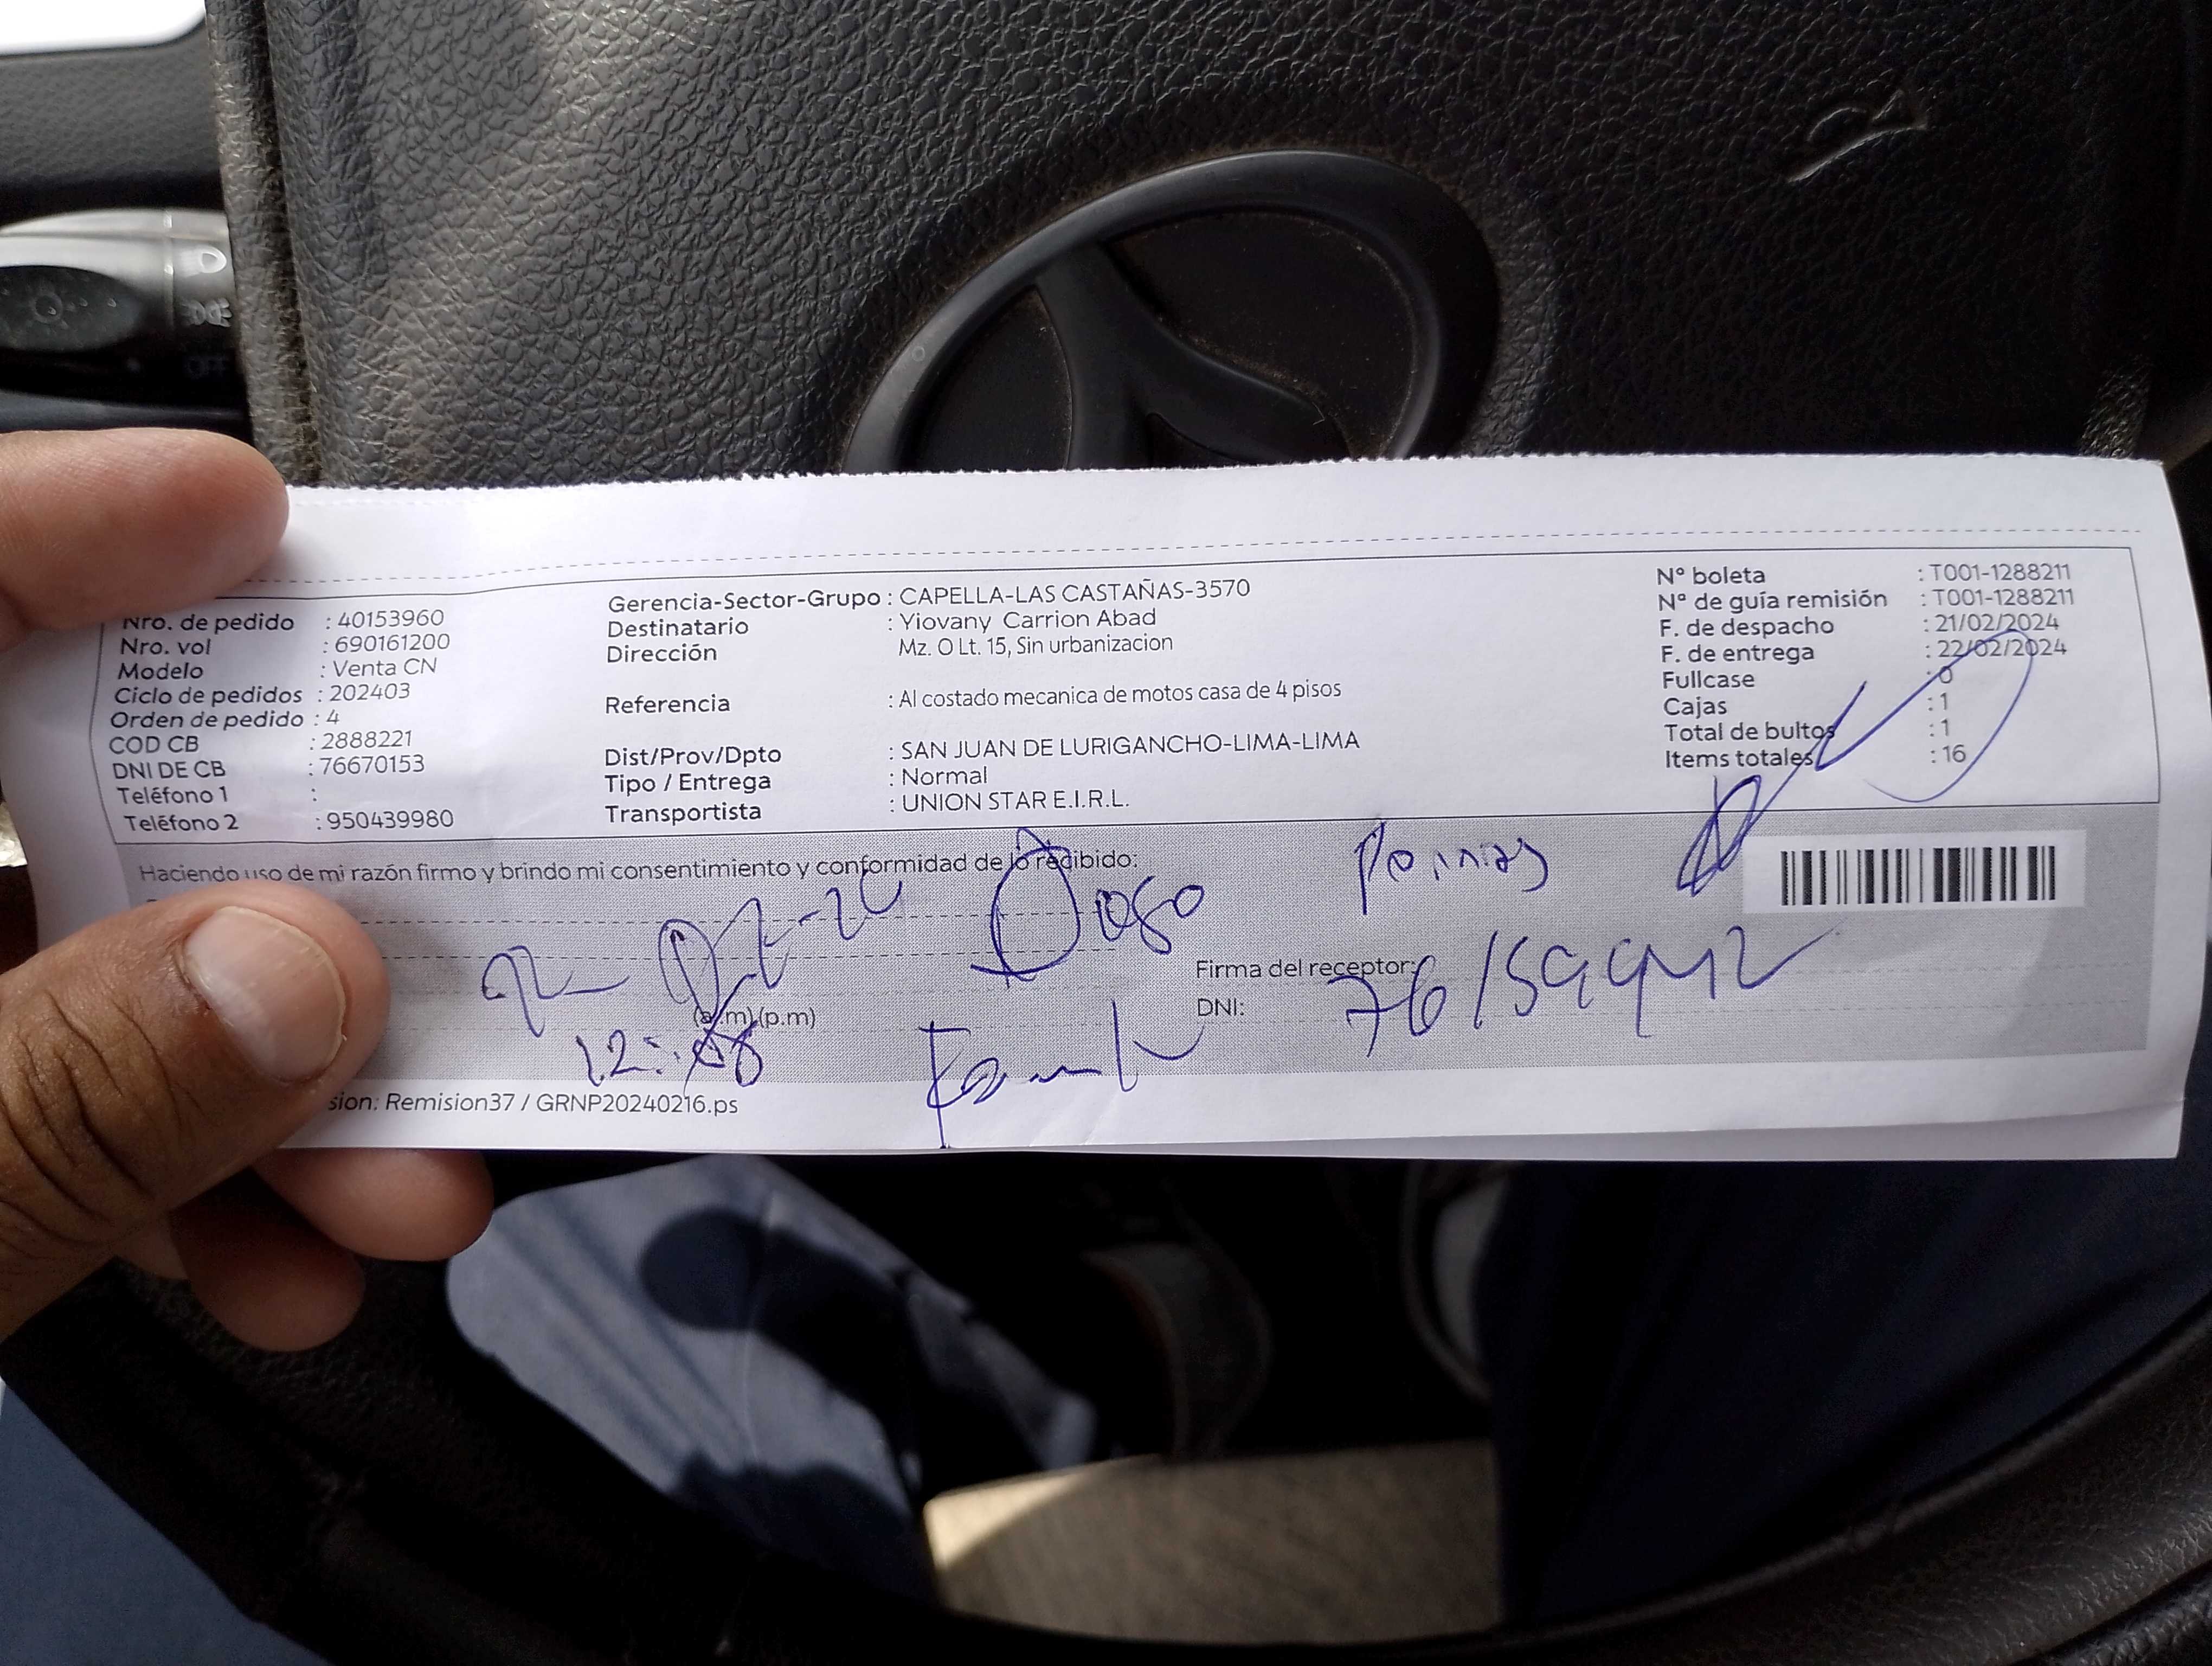 Nro. de pedido : 40153960
Nro. vol : 690161200
Modelo : Venta CN
Ciclo de pedidos : 202403
Orden de pedido : 4
COD CB : 2888221
DNI DE CB : 76670153
Teléfono 1 :
Teléfono 2 : 950439980
Gerencia-Sector-Grupo : CAPELLA-LAS CASTAÑAS-3570
Destinatario : Yiovany Carrion Abad
Dirección Mz. O Lt. 15, Sin urbanizacion
Referencia : Al costado mecanica de motos casa de 4 pisos
Dist/Prov/Dpto : SAN JUAN DE LURIGANCHO-LIMA-LIMA
Tipo / Entrega : Normal
Transportista : UNION STAR E.I.R.L.
Nº boleta : T001-1288211
Nº de guía remisión : T001-1288211
F. de despacho : 21/02/2024
F. de entrega : 22/02/2024
Fullcase : 0
Cajas : 1
Total de bultos : 1
Items totales : 16
Haciendo uso de mi razón firmo y brindo mi consentimiento y conformidad de lo recibido:
Firma del receptor:
(a.m) (p.m)
DNI:
sion: Remision37 / GRNP20240216.ps
OFF